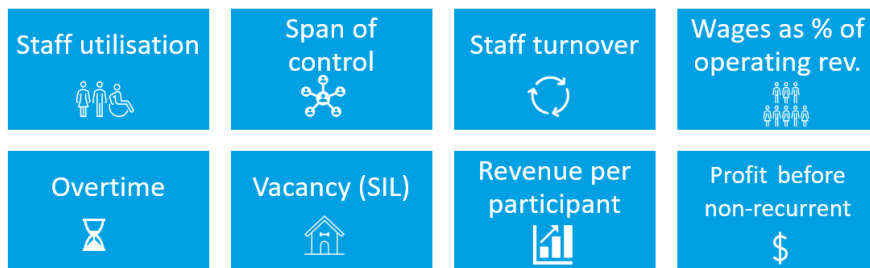 Staff utilisation
Span of
control
Staff turnover
Wages as % of
operating rev.
Overtime
Vacancy (SIL)
Revenue per
participant
Profit before
non-recurrent
$